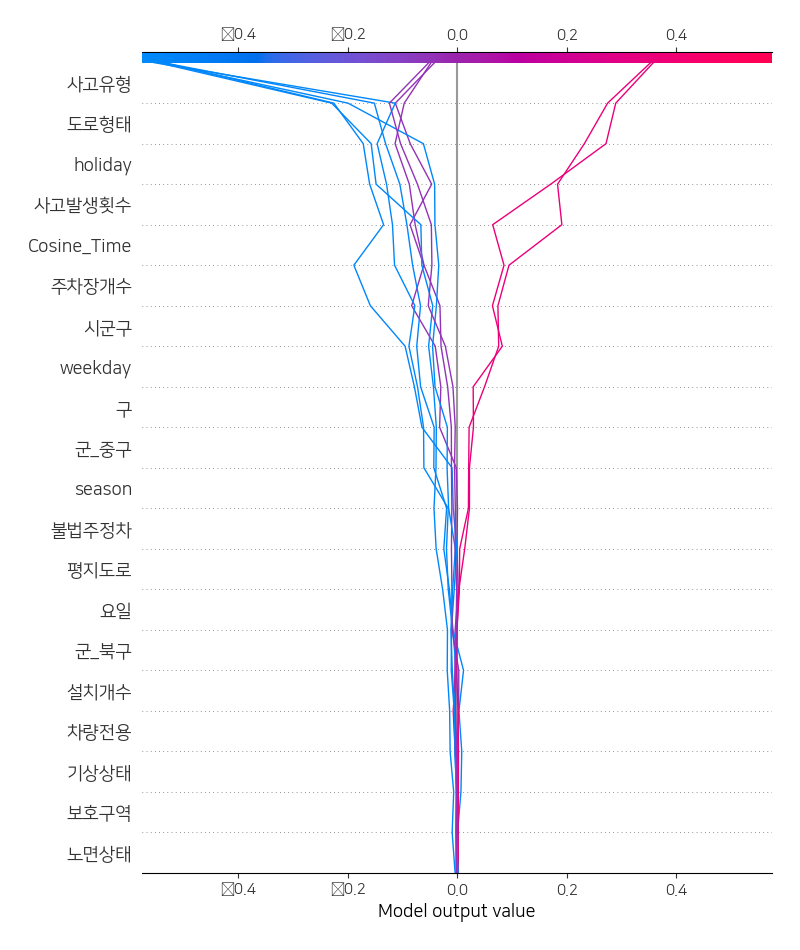 ☒0.4 ☒0.2 0.0 0.2 0.4
사고유형
도로형태
holiday
사고발생횟수
Cosine_Time
주차장개수
시군구
weekday
구
군_중구
season
불법주정차
평지도로
요일
군_북구
설치개수
차량전용
기상상태
보호구역
노면상태
☒0.4 ☒0.2 0.0 0.2 0.4
Model output value